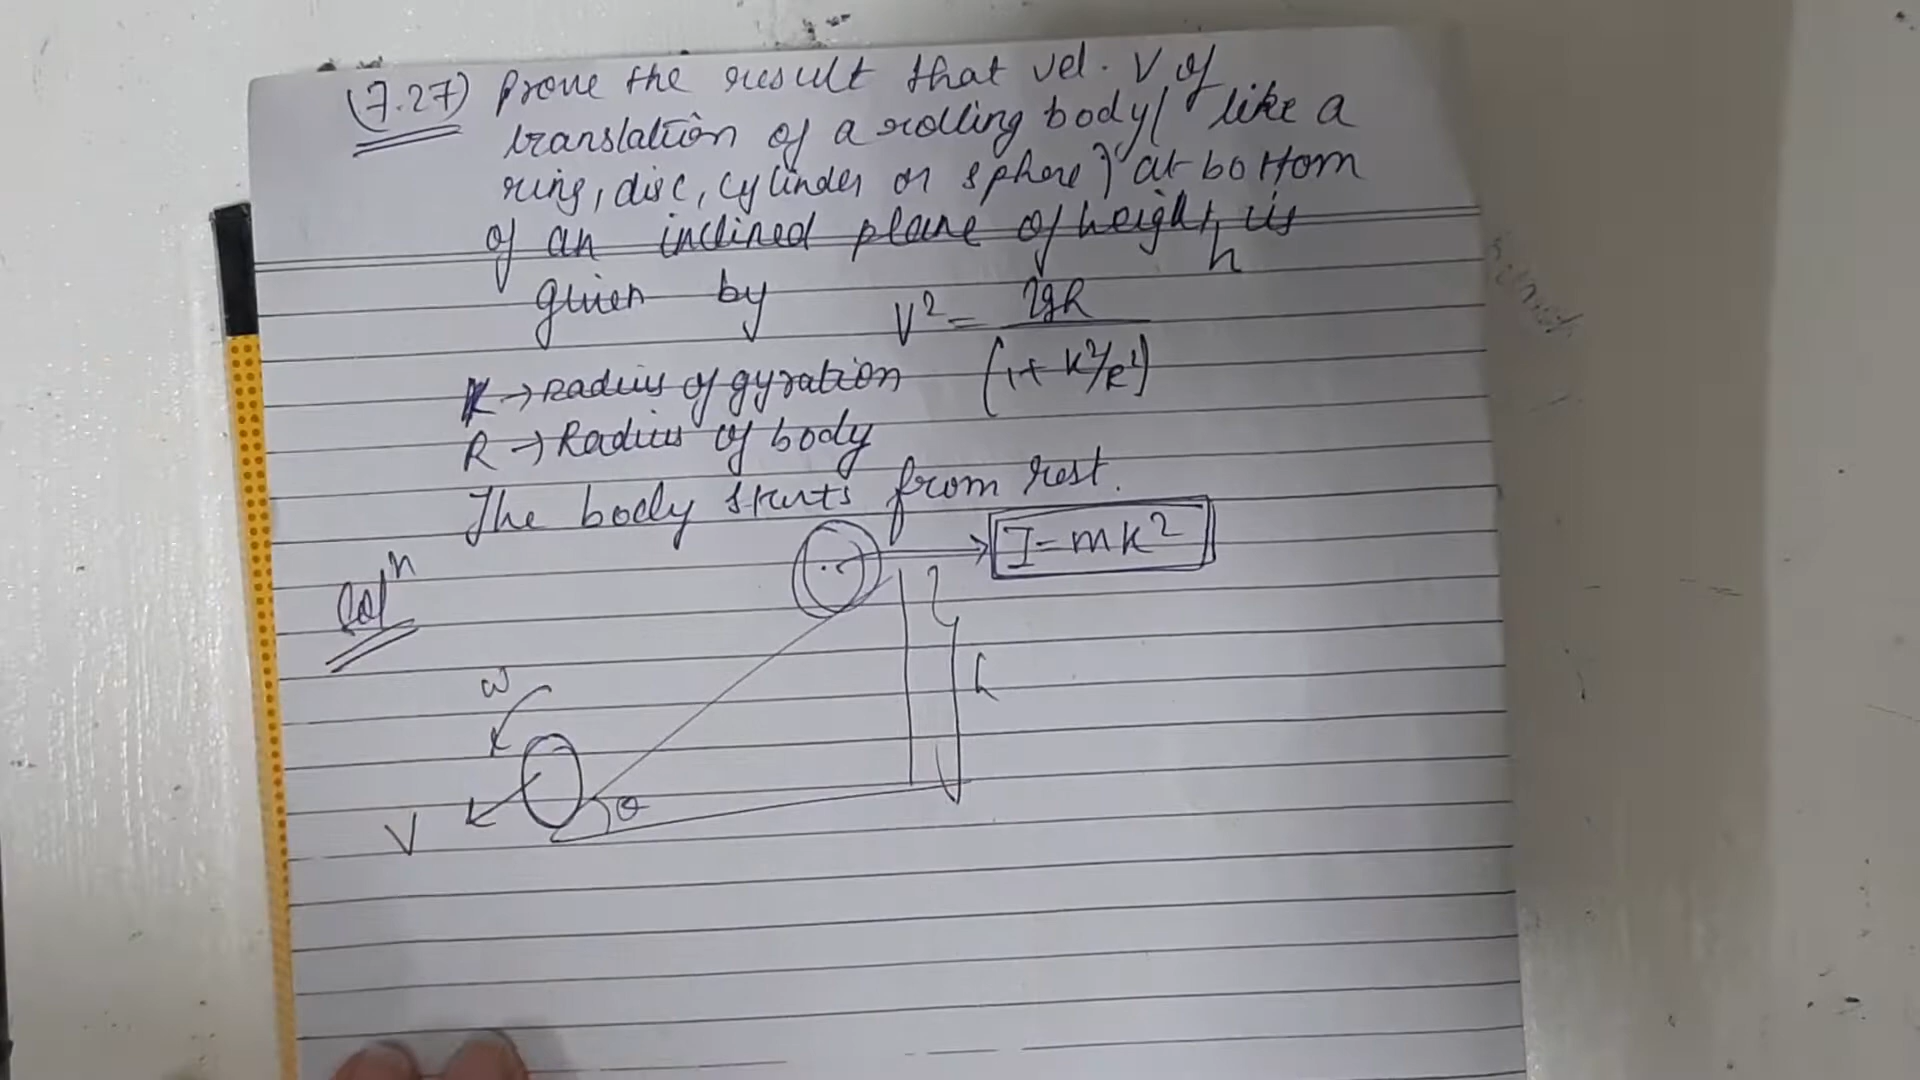 (7.27) Prove the result that vel. V of
translation of a rolling body ( like a
ring, disc, cylinder or sphere) at bottom
of an inclined plane of height h is
given by V² = 2gh / (1 + k²/R²)
K → radius of gyration
R → Radius of body
The body starts from rest.
Solⁿ
I = mk²
h
ω
θ
V